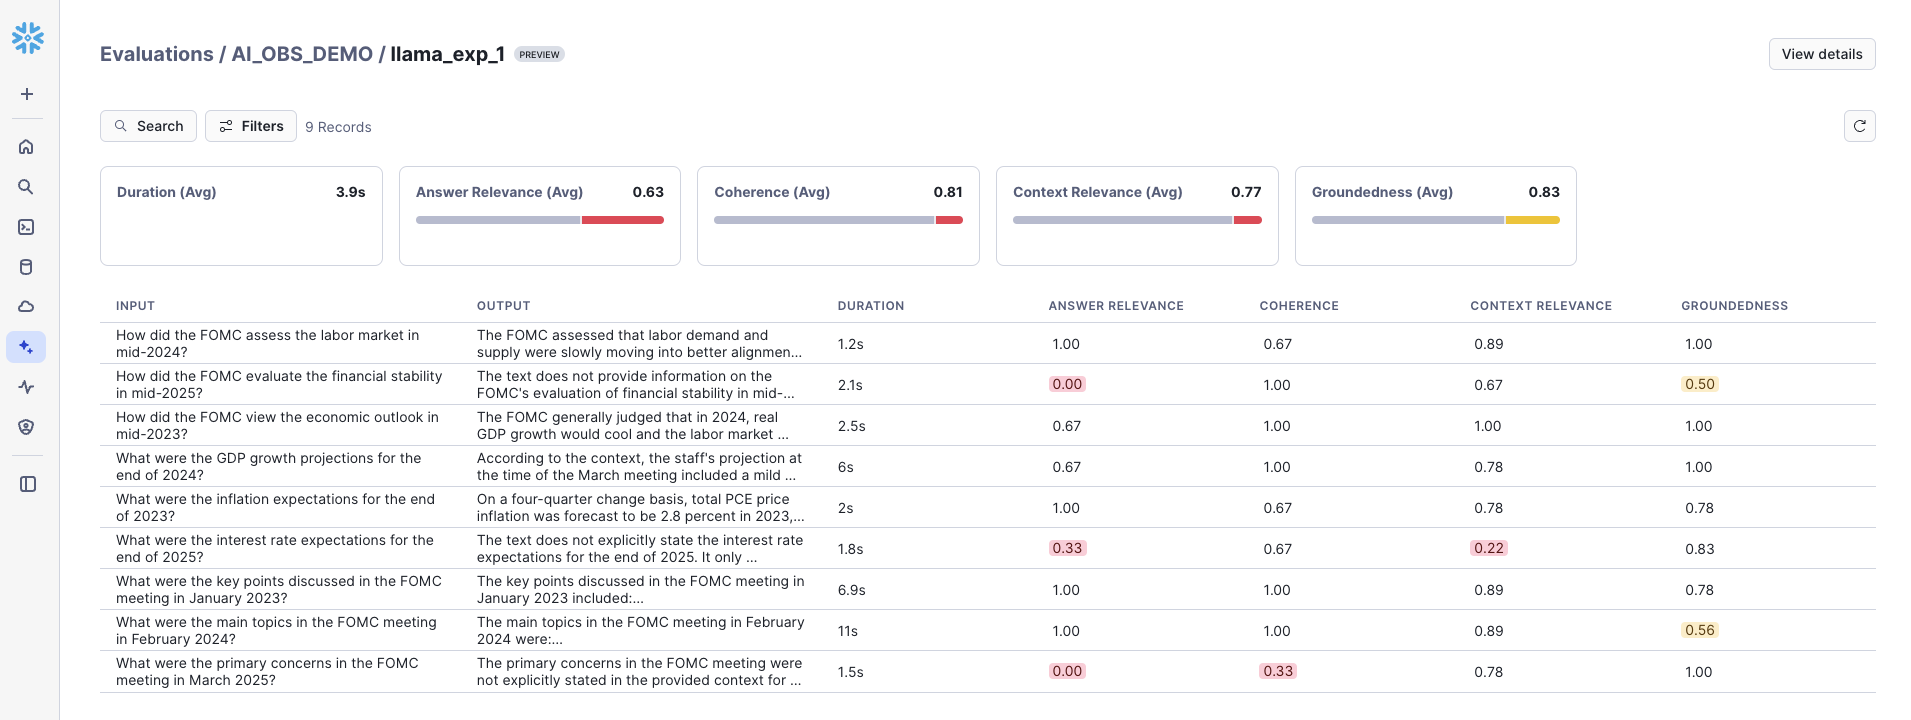 Evaluations / AI_OBS_DEMO / llama_exp_1 PREVIEW
View details
Search Filters 9 Records
Duration (Avg) 3.9s
Answer Relevance (Avg) 0.63
Coherence (Avg) 0.81
Context Relevance (Avg) 0.77
Groundedness (Avg) 0.83
INPUT OUTPUT DURATION ANSWER RELEVANCE COHERENCE CONTEXT RELEVANCE GROUNDEDNESS
How did the FOMC assess the labor market in
mid-2024?
The FOMC assessed that labor demand and
supply were slowly moving into better alignmen...
1.2s 1.00 0.67 0.89 1.00
How did the FOMC evaluate the financial stability
in mid-2025?
The text does not provide information on the
FOMC's evaluation of financial stability in mid-...
2.1s 0.00 1.00 0.67 0.50
How did the FOMC view the economic outlook in
mid-2023?
The FOMC generally judged that in 2024, real
GDP growth would cool and the labor market ...
2.5s 0.67 1.00 1.00 1.00
What were the GDP growth projections for the
end of 2024?
According to the context, the staff's projection at
the time of the March meeting included a mild ...
6s 0.67 1.00 0.78 1.00
What were the inflation expectations for the end
of 2023?
On a four-quarter change basis, total PCE price
inflation was forecast to be 2.8 percent in 2023,...
2s 1.00 0.67 0.78 0.78
What were the interest rate expectations for the
end of 2025?
The text does not explicitly state the interest rate
expectations for the end of 2025. It only ...
1.8s 0.33 0.67 0.22 0.83
What were the key points discussed in the FOMC
meeting in January 2023?
The key points discussed in the FOMC meeting in
January 2023 included:...
6.9s 1.00 1.00 0.89 0.78
What were the main topics in the FOMC meeting
in February 2024?
The main topics in the FOMC meeting in February
2024 were:...
11s 1.00 1.00 0.89 0.56
What were the primary concerns in the FOMC
meeting in March 2025?
The primary concerns in the FOMC meeting were
not explicitly stated in the provided context for ...
1.5s 0.00 0.33 0.78 1.00